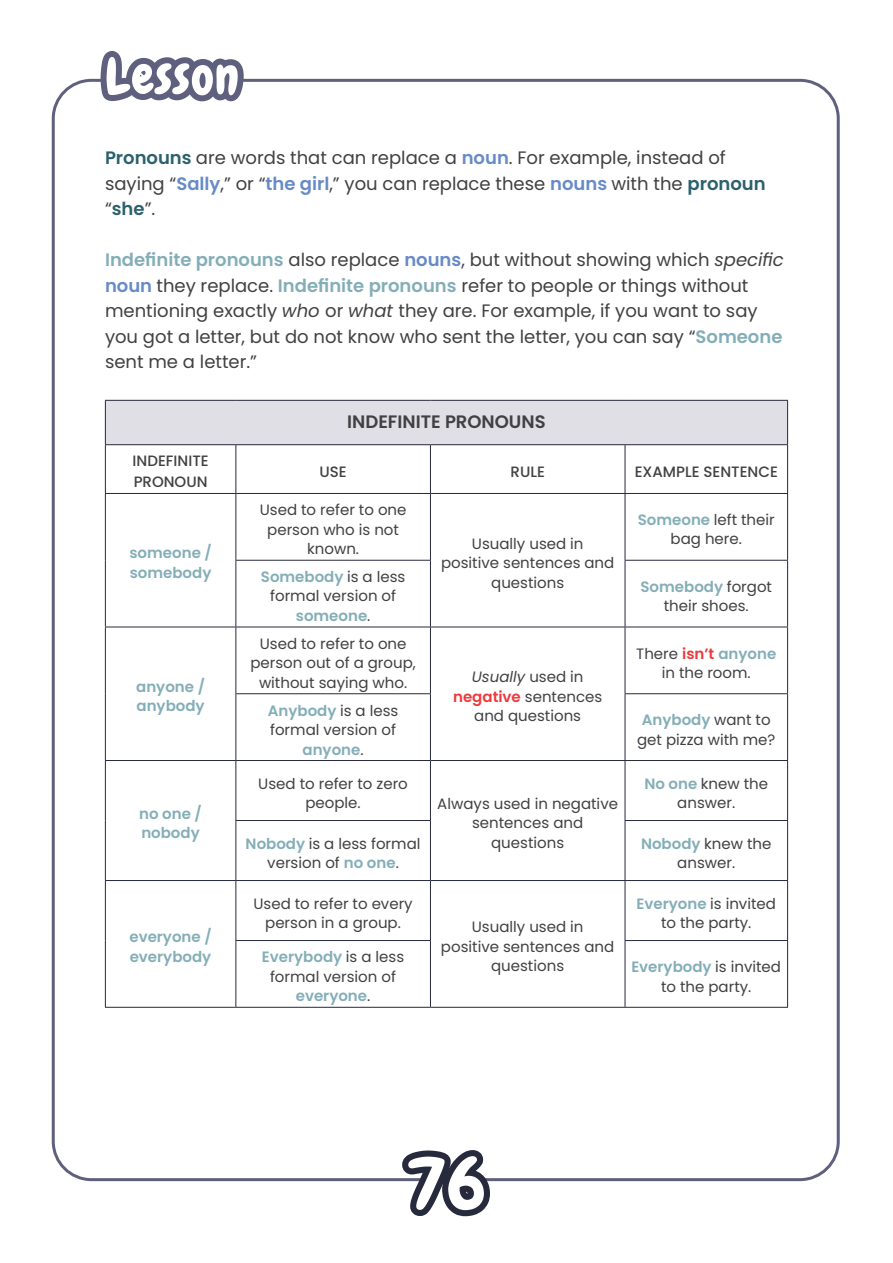 Lesson
Pronouns are words that can replace a noun. For example, instead of
saying “Sally,” or “the girl,” you can replace these nouns with the pronoun
“she”.
Indefinite pronouns also replace nouns, but without showing which specific
noun they replace. Indefinite pronouns refer to people or things without
mentioning exactly who or what they are. For example, if you want to say
you got a letter, but do not know who sent the letter, you can say “Someone
sent me a letter.”
INDEFINITE PRONOUNS
INDEFINITE
PRONOUN
USE
RULE
EXAMPLE SENTENCE
someone /
somebody
Used to refer to one
person who is not
known.
Somebody is a less
formal version of
someone.
Usually used in
positive sentences and
questions
Someone left their
bag here.
Somebody forgot
their shoes.
anyone /
anybody
Used to refer to one
person out of a group,
without saying who.
Anybody is a less
formal version of
anyone.
Usually used in
negative sentences
and questions
There isn’t anyone
in the room.
Anybody want to
get pizza with me?
no one /
nobody
Used to refer to zero
people.
Nobody is a less formal
version of no one.
Always used in negative
sentences and
questions
No one knew the
answer.
Nobody knew the
answer.
everyone /
everybody
Used to refer to every
person in a group.
Everybody is a less
formal version of
everyone.
Usually used in
positive sentences and
questions
Everyone is invited
to the party.
Everybody is invited
to the party.
76